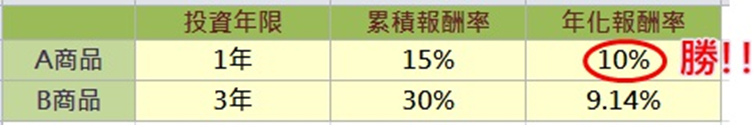 投資年限 累積報酬率 年化報酬率
A商品 1年 15% 10% 勝!!
B商品 3年 30% 9.14%